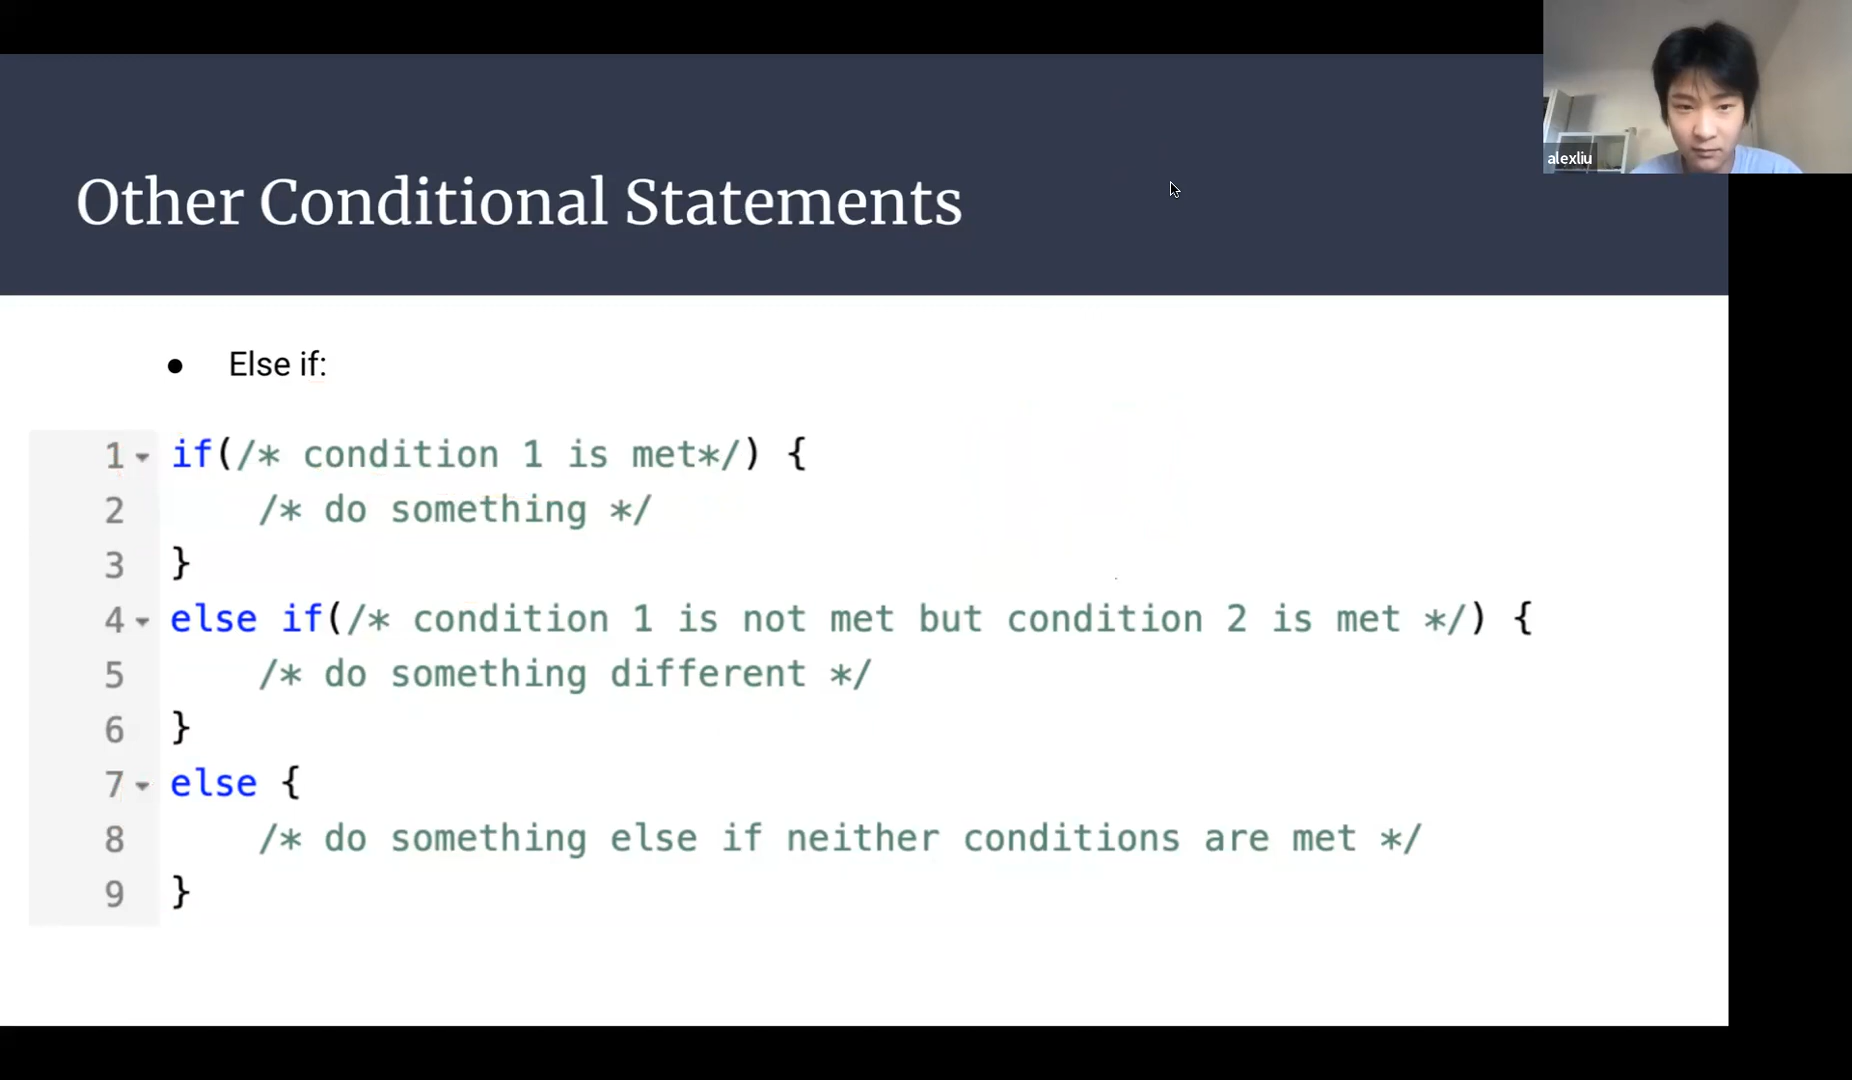 alexliu
Other Conditional Statements
● Else if:
1 if(/* condition 1 is met*/) {
2 /* do something */
3 }
4 else if(/* condition 1 is not met but condition 2 is met */) {
5 /* do something different */
6 }
7 else {
8 /* do something else if neither conditions are met */
9 }